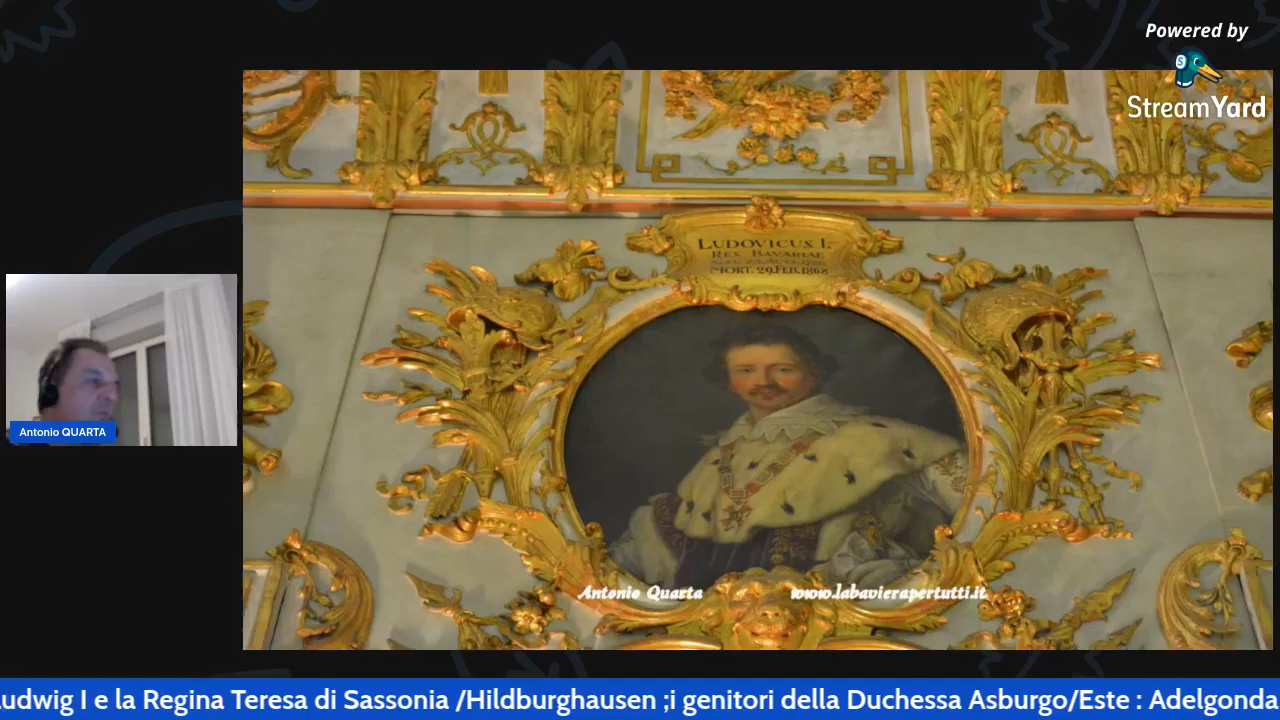 Powered by
StreamYard
LUDOVICUS I.
REX BAVARIAE
MORT. 29.FEB.1868
Antonio QUARTA
Antonio Quarta www.labavierapertutti.it
udwig I e la Regina Teresa di Sassonia /Hildburghausen ;i genitori della Duchessa Asburgo/Este : Adelgonda